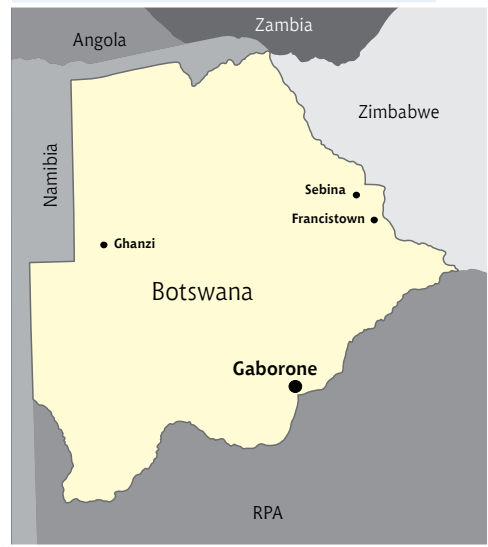 Zambia
Angola
Zimbabwe
Namibia
Sebina
Francistown
Ghanzi
Botswana
Gaborone
RPA